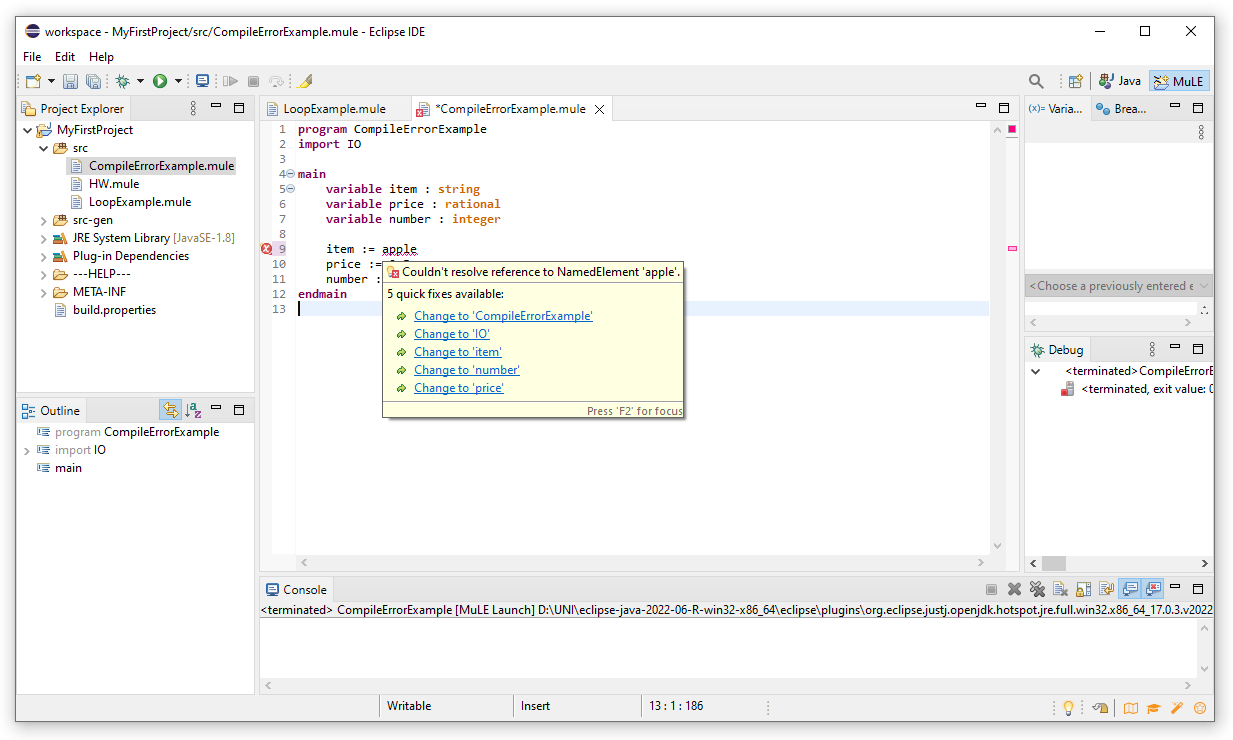 workspace - MyFirstProject/src/CompileErrorExample.mule - Eclipse IDE
File Edit Help
Java MuLE
Project Explorer
MyFirstProject
src
CompileErrorExample.mule
HW.mule
LoopExample.mule
src-gen
JRE System Library [JavaSE-1.8]
Plug-in Dependencies
---HELP---
META-INF
build.properties
Outline
program CompileErrorExample
import IO
main
LoopExample.mule *CompileErrorExample.mule
1 program CompileErrorExample
2 import IO
3
4 main
5 variable item : string
6 variable price : rational
7 variable number : integer
8
9 item := apple
10 price :=
11 number :
12 endmain
13
Couldn't resolve reference to NamedElement 'apple'.
5 quick fixes available:
Change to 'CompileErrorExample'
Change to 'IO'
Change to 'item'
Change to 'number'
Change to 'price'
Press 'F2' for focus
(x)= Varia... Brea...
<Choose a previously entered e
Debug
<terminated>CompileErrorE
<terminated, exit value: 0
Console
<terminated> CompileErrorExample [MuLE Launch] D:\UNI\eclipse-java-2022-06-R-win32-x86_64\eclipse\plugins\org.eclipse.justj.openjdk.hotspot.jre.full.win32.x86_64_17.0.3.v2022
Writable Insert 13 : 1 : 186